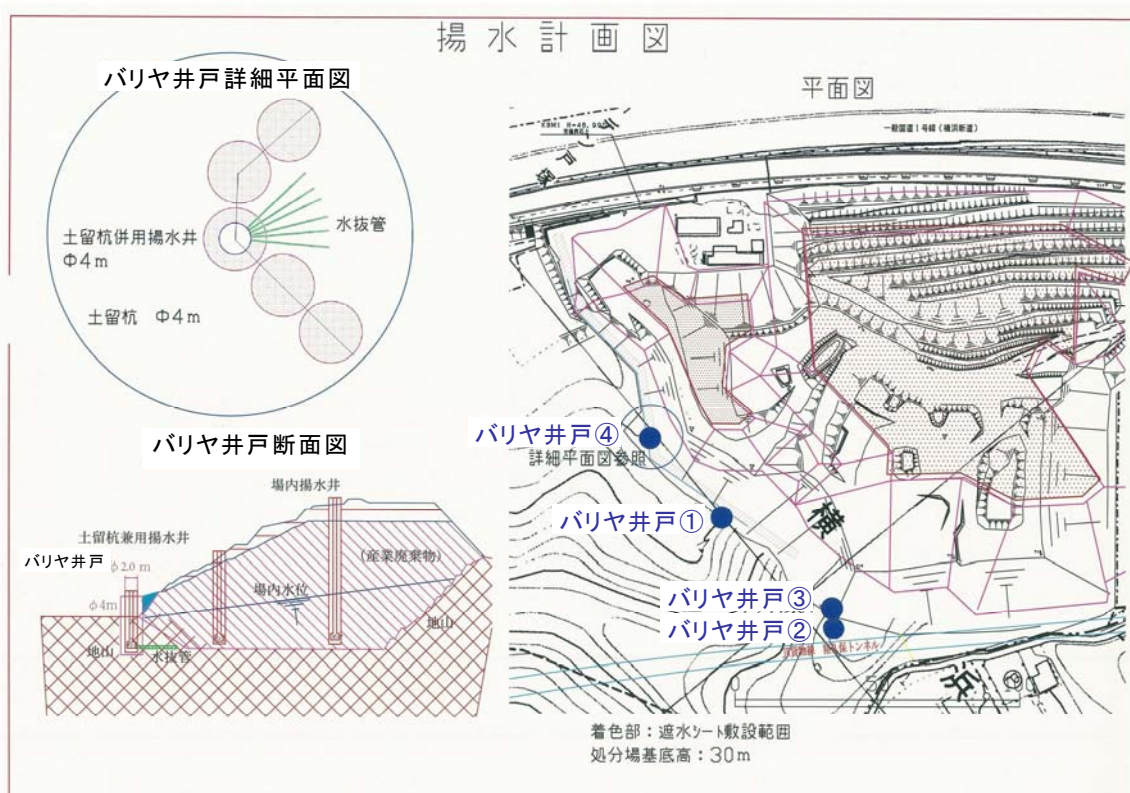 揚水計画図
バリヤ井戸詳細平面図
土留杭併用揚水井
Φ4m
水抜管
土留杭 Φ4m
バリヤ井戸断面図
場内揚水井
土留杭兼用揚水井
バリヤ井戸
φ2.0 m
φ4m
(産業廃棄物)
場内水位
地山
水抜管
地山
平面図
一般国道1号線(横浜新道)
バリヤ井戸④
詳細平面図参照
バリヤ井戸①
横
バリヤ井戸③
バリヤ井戸②
トンネル
浜
着色部:遮水シート敷設範囲
処分場基底高:30m